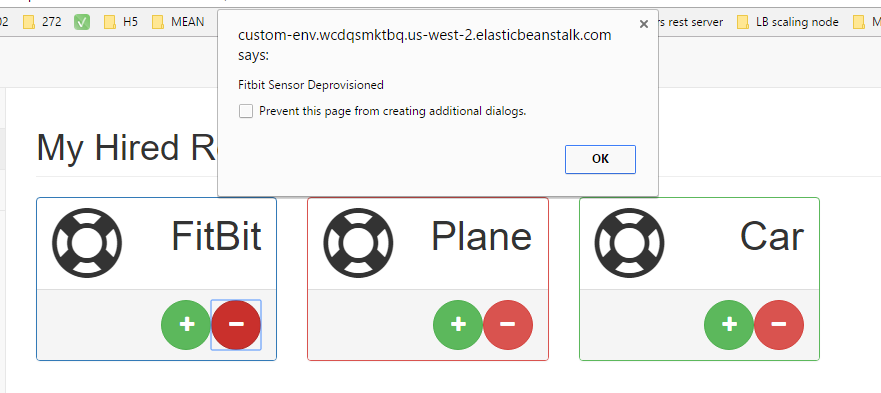 02 272 H5 MEAN rs rest server LB scaling node M
custom-env.wcdqsmktbq.us-west-2.elasticbeanstalk.com
says:
Fitbit Sensor Deprovisioned
Prevent this page from creating additional dialogs.
OK
My Hired R
FitBit Plane Car